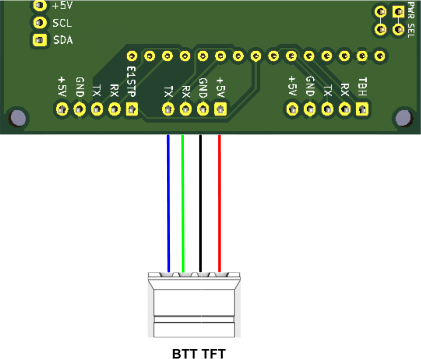 +5V
SCL
SDA
PWR SEL
+5V GND TX RX E1STP
TX RX GND +5V
+5V GND TX RX TBH
BTT TFT